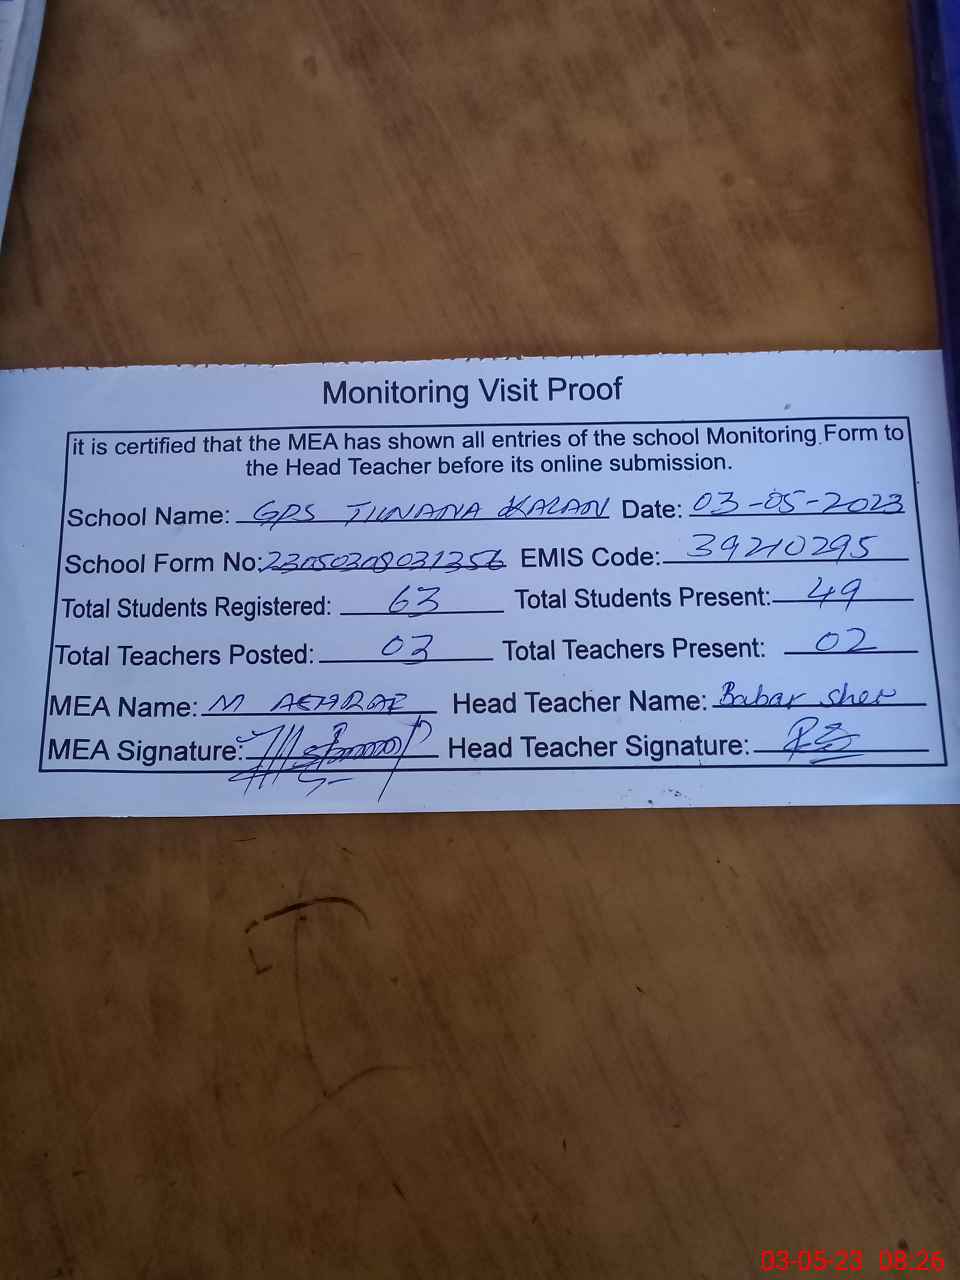 Monitoring Visit Proof
it is certified that the MEA has shown all entries of the school Monitoring Form to
the Head Teacher before its online submission.
School Name: GPS KALAN Date: 03-05-2023
School Form No: EMIS Code: 39210295
Total Students Registered: 63 Total Students Present: 49
Total Teachers Posted: 03 Total Teachers Present: 02
MEA Name: M Head Teacher Name: Babar sher
MEA Signature: Head Teacher Signature:
03-05-23 08:26